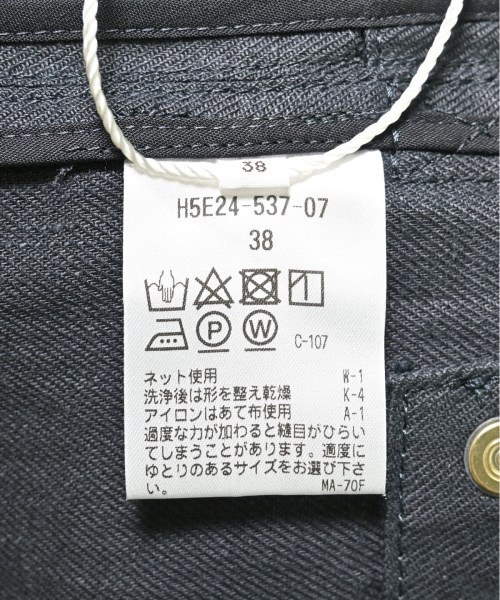 38
H5E24-537-07
38
P W C-107
ネット使用 W-1
洗浄後は形を整え乾燥 K-4
アイロンはあて布使用 A-1
過度な力が加わると縫目がひらい
てしまうことがあります。適度に
ゆとりのあるサイズをお選び下さ
い。 MA-70F